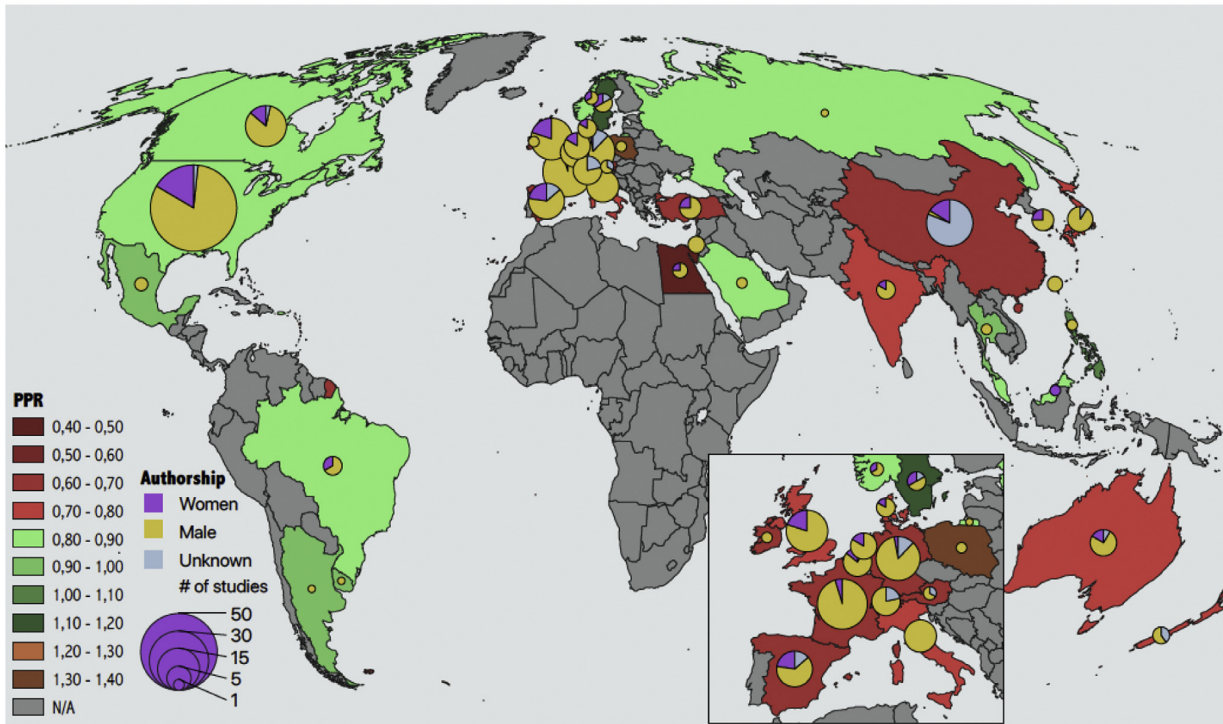 PPR
0,40 - 0,50
0,50 - 0,60
0,60 - 0,70
0,70 - 0,80
0,80 - 0,90
0,90 - 1,00
1,00 - 1,10
1,10 - 1,20
1,20 - 1,30
1,30 - 1,40
N/A
Authorship
Women
Male
Unknown
# of studies
50
30
15
5
1